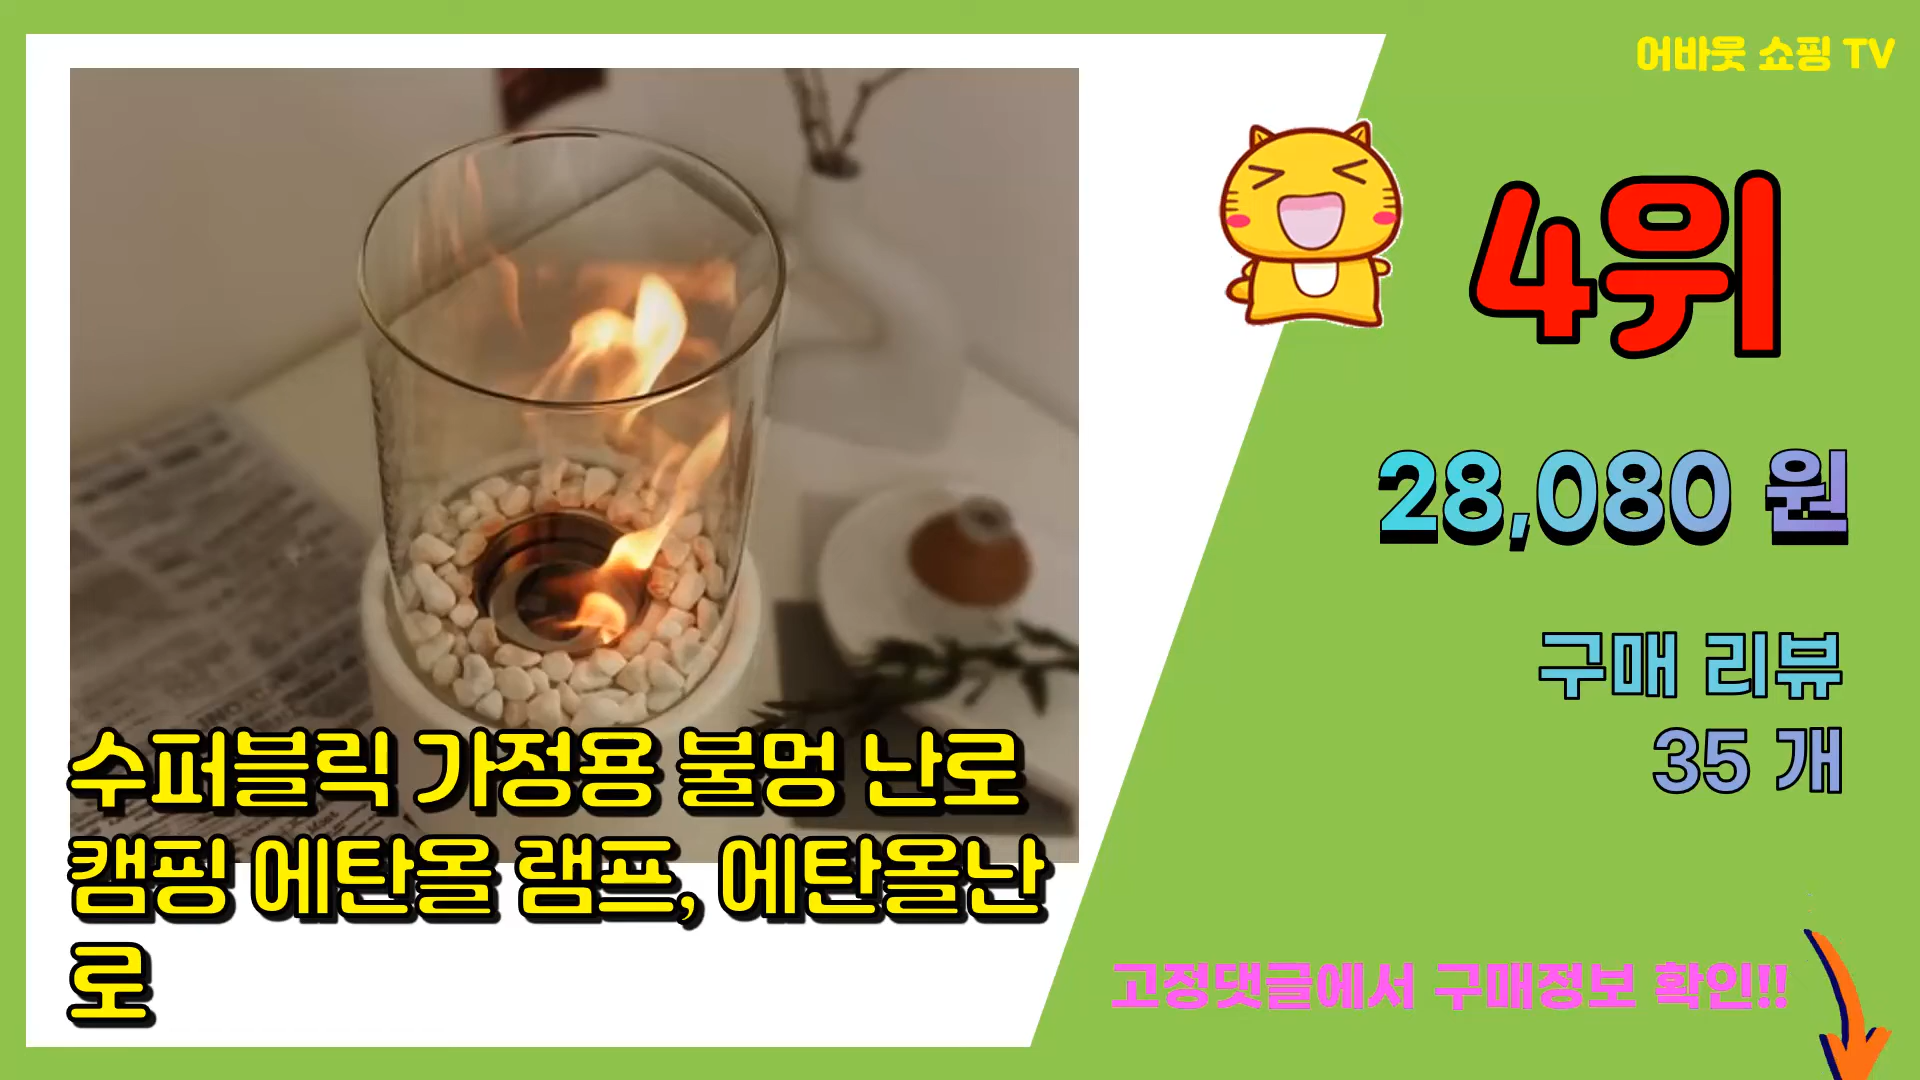 어바웃 쇼핑 TV
4위
28,080 원
구매 리뷰
35 개
수퍼블릭 가정용 불멍 난로
캠핑 에탄올 램프, 에탄올난
로
고정댓글에서 구매정보 확인!!